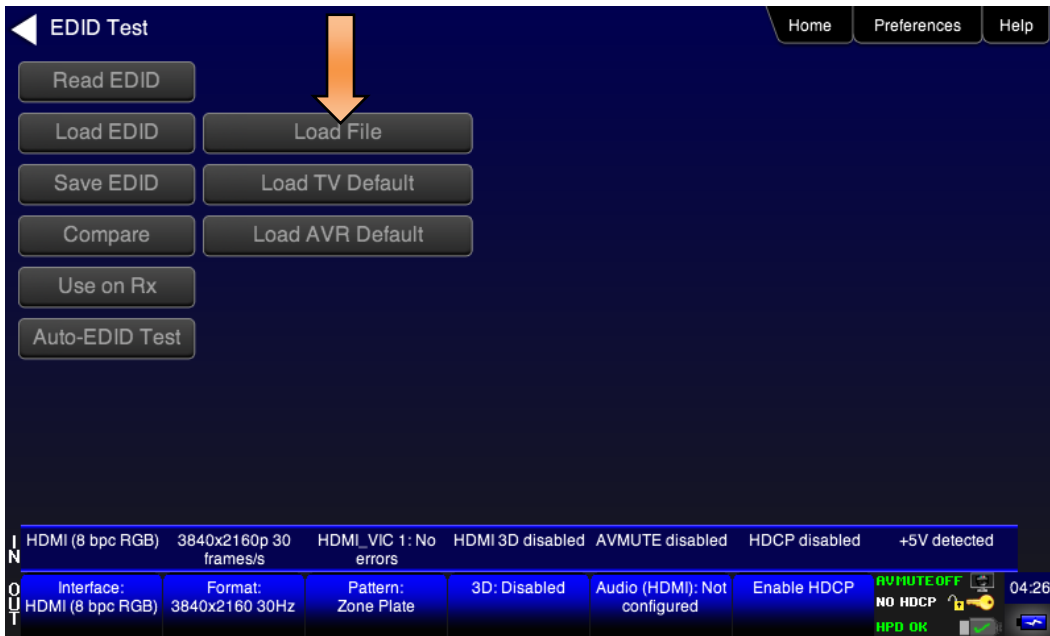 EDID Test
Home
Preferences
Help
Read EDID
Load EDID
Load File
Save EDID
Load TV Default
Compare
Load AVR Default
Use on Rx
Auto-EDID Test
IN
HDMI (8 bpc RGB)
3840x2160p 30
frames/s
HDMI_VIC 1: No
errors
HDMI 3D disabled
AVMUTE disabled
HDCP disabled
+5V detected
OUT
Interface:
HDMI (8 bpc RGB)
Format:
3840x2160 30Hz
Pattern:
Zone Plate
3D: Disabled
Audio (HDMI): Not
configured
Enable HDCP
AVMUTEOFF
NO HDCP
HPD OK
04:26